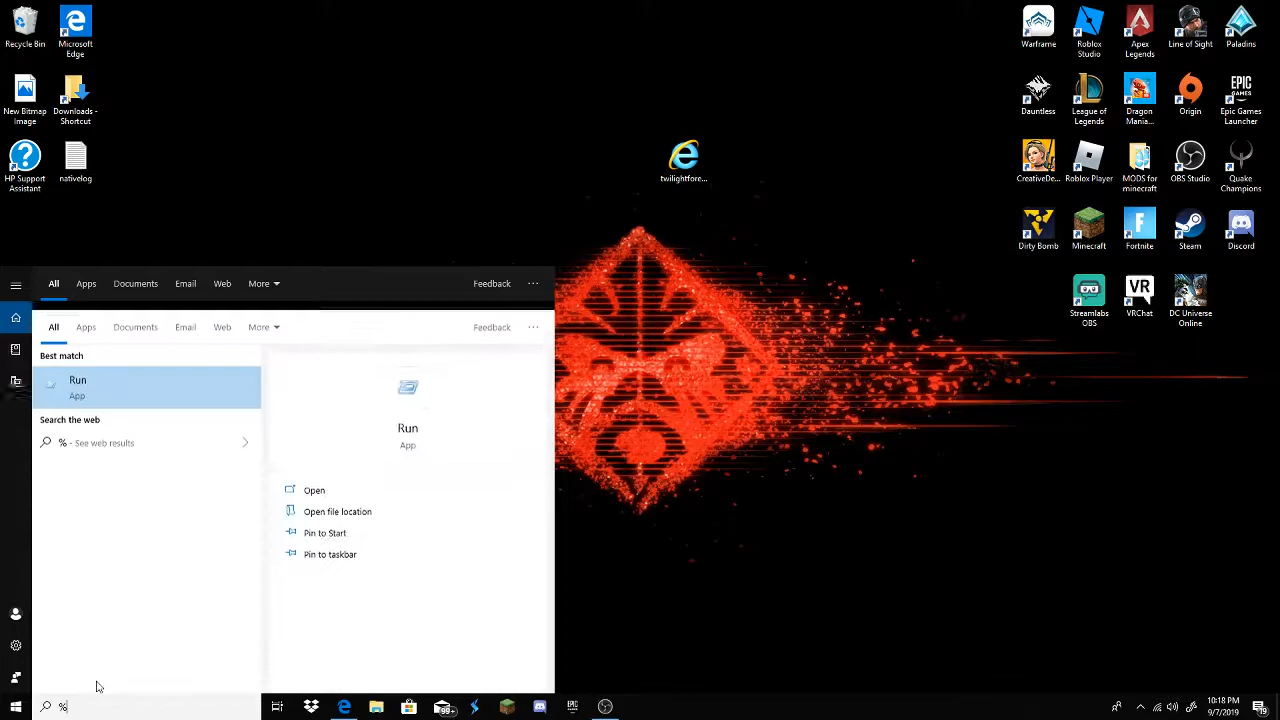 Recycle Bin
Microsoft Edge
New Bitmap Image
Downloads - Shortcut
HP Support Assistant
nativelog
twilightfore...
Warframe
Roblox Studio
Apex Legends
Line of Sight
Paladins
Dauntless
League of Legends
Dragon Mania...
Origin
EPIC GAMES
Epic Games Launcher
CreativeDe...
Roblox Player
MODS for minecraft
OBS Studio
Quake Champions
Dirty Bomb
Minecraft
Fortnite
Steam
Discord
Streamlabs OBS
VR
VRChat
DC Universe Online
All Apps Documents Email Web More Feedback ...
All Apps Documents Email Web More Feedback ...
Best match
Run
App
Search the web
% - See web results
Run
App
Open
Open file location
Pin to Start
Pin to taskbar
%
99+
EPIC
10:18 PM
9/7/2019